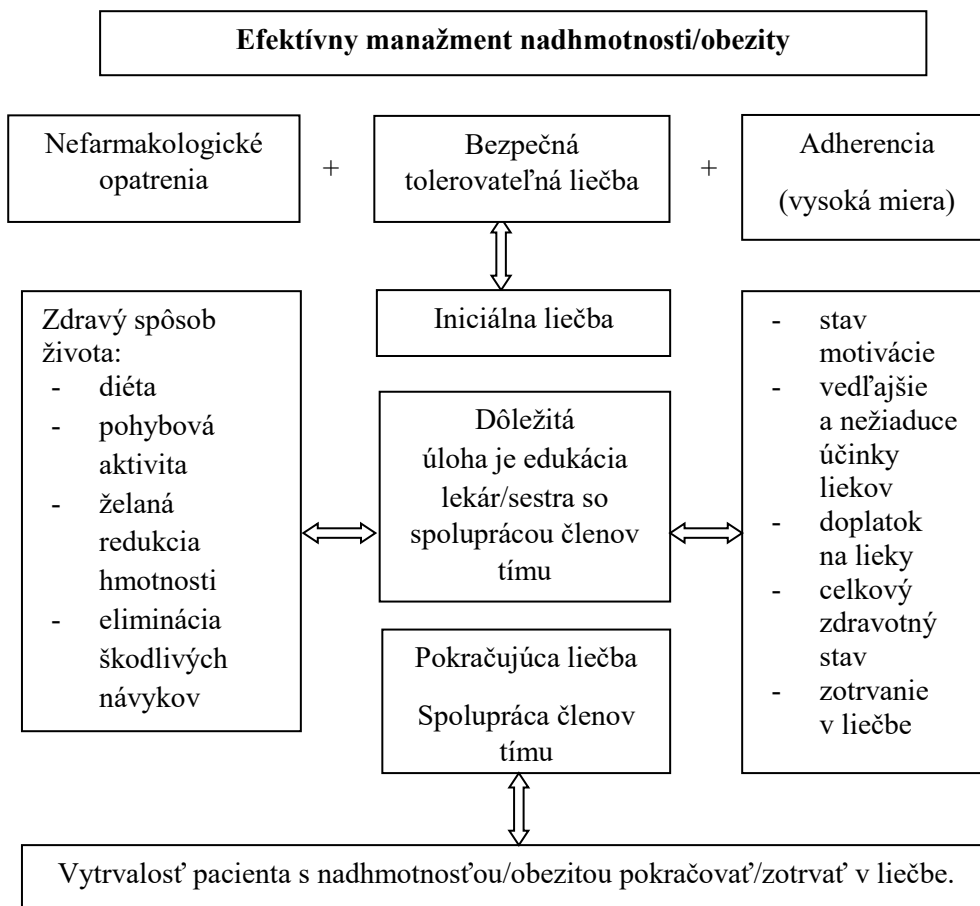 Efektívny manažment nadhmotnosti/obezity
Nefarmakologické
opatrenia
+
Bezpečná
tolerovateľná liečba
+
Adherencia
(vysoká miera)
Iniciálna liečba
Zdravý spôsob
života:
- diéta
- pohybová
aktivita
- želaná
redukcia
hmotnosti
- eliminácia
škodlivých
návykov
Dôležitá
úloha je edukácia
lekár/sestra so
spoluprácou členov
tímu
- stav
motivácie
- vedľajšie
a nežiaduce
účinky
liekov
- doplatok
na lieky
- celkový
zdravotný
stav
- zotrvanie
v liečbe
Pokračujúca liečba
Spolupráca členov
tímu
Vytrvalosť pacienta s nadhmotnosťou/obezitou pokračovať/zotrvať v liečbe.